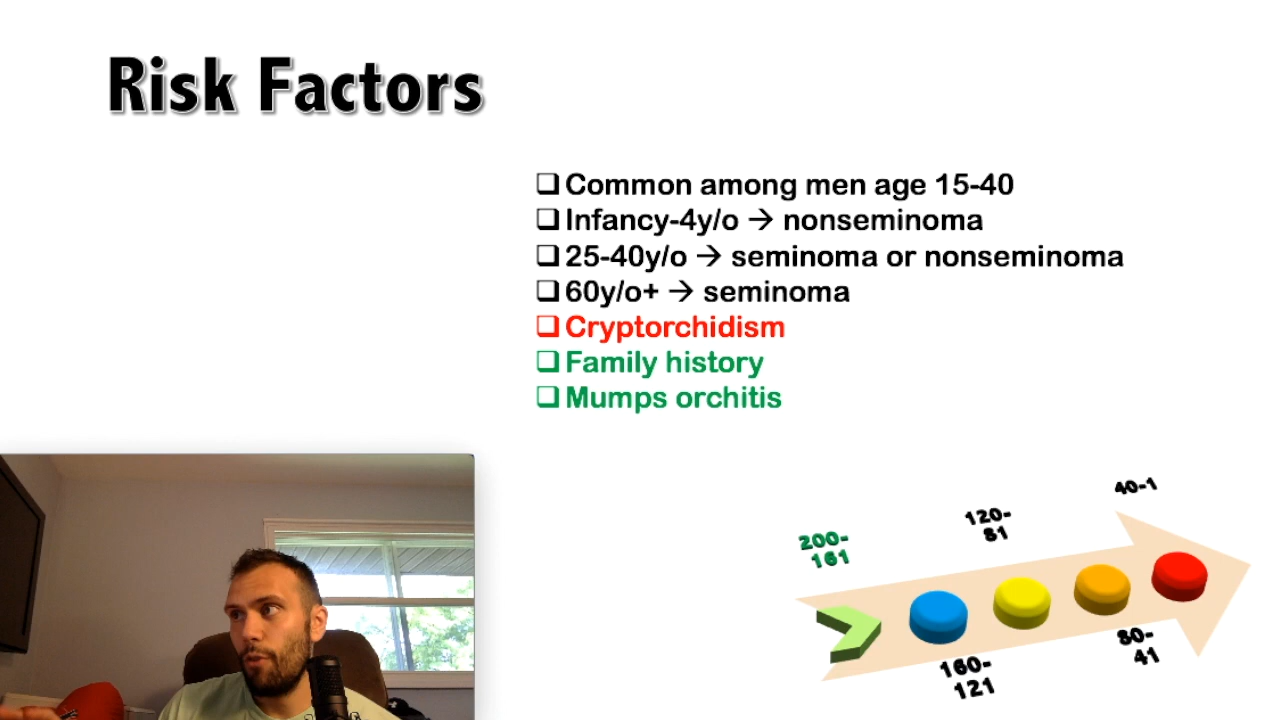 Risk Factors
❑ Common among men age 15-40
❑ Infancy-4y/o → nonseminoma
❑ 25-40y/o → seminoma or nonseminoma
❑ 60y/o+ → seminoma
❑ Cryptorchidism
❑ Family history
❑ Mumps orchitis
200-
161
160-
121
120-
81
80-
41
40-1